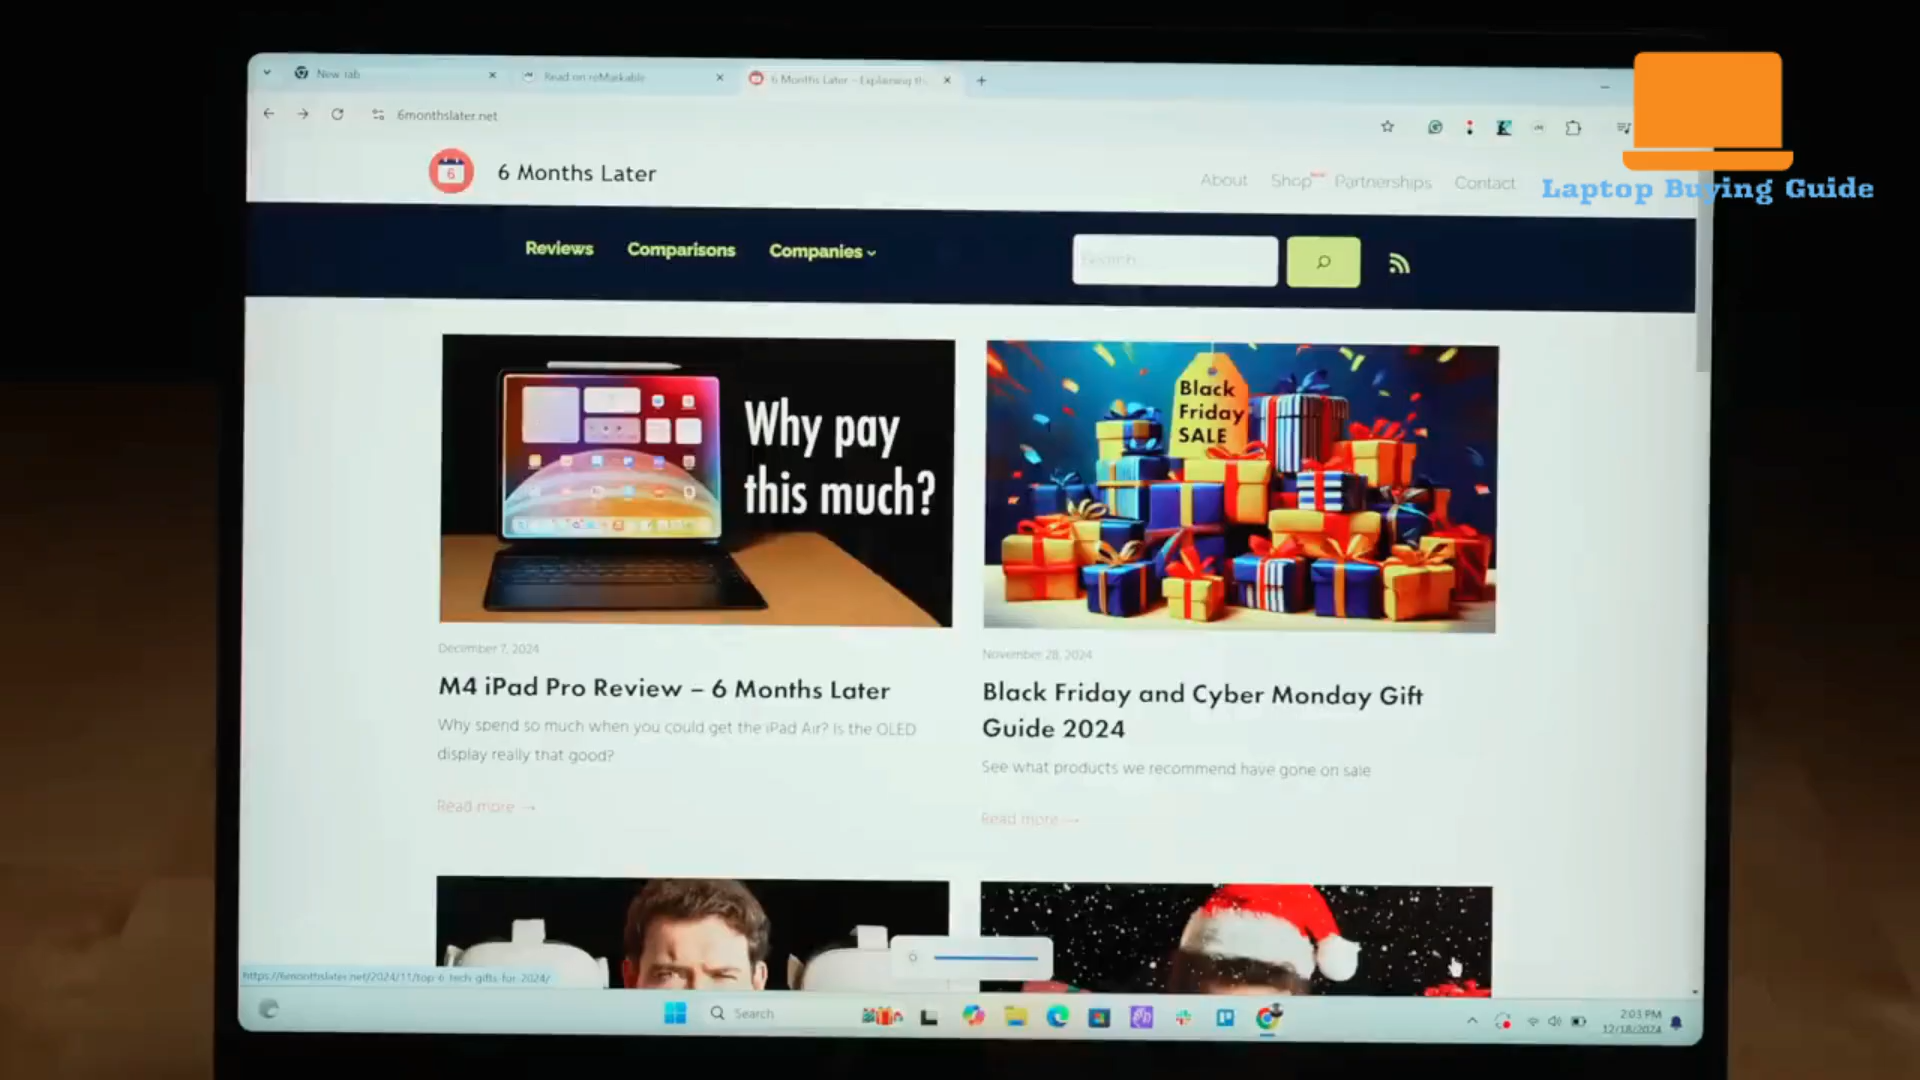 New Tab
Read on reMarkable
6 Months Later – Explaining th
6monthslater.net
6
6 Months Later
About
Shop
Partnerships
Contact
Laptop Buying Guide
Reviews
Comparisons
Companies
Search
Why pay
this much?
Black
Friday
SALE
December 7, 2024
M4 iPad Pro Review – 6 Months Later
Why spend so much when you could get the iPad Air? Is the OLED
display really that good?
Read more →
November 28, 2024
Black Friday and Cyber Monday Gift
Guide 2024
See what products we recommend have gone on sale
Read more →
https://6monthslater.net/2024/11/top-6-tech-gifts-for-2024/
Search
2:03 PM
12/18/2024